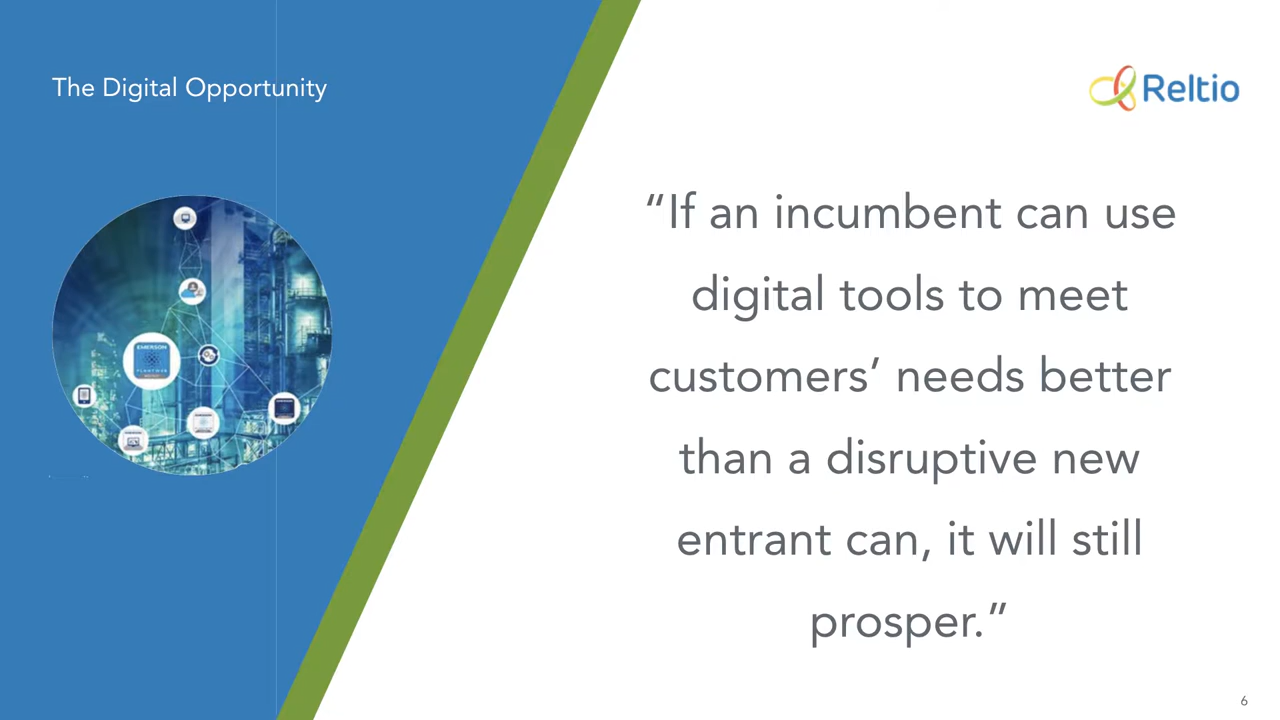 The Digital Opportunity
Reltio
EMERSON
“If an incumbent can use
digital tools to meet
customers’ needs better
than a disruptive new
entrant can, it will still
prosper.”
6